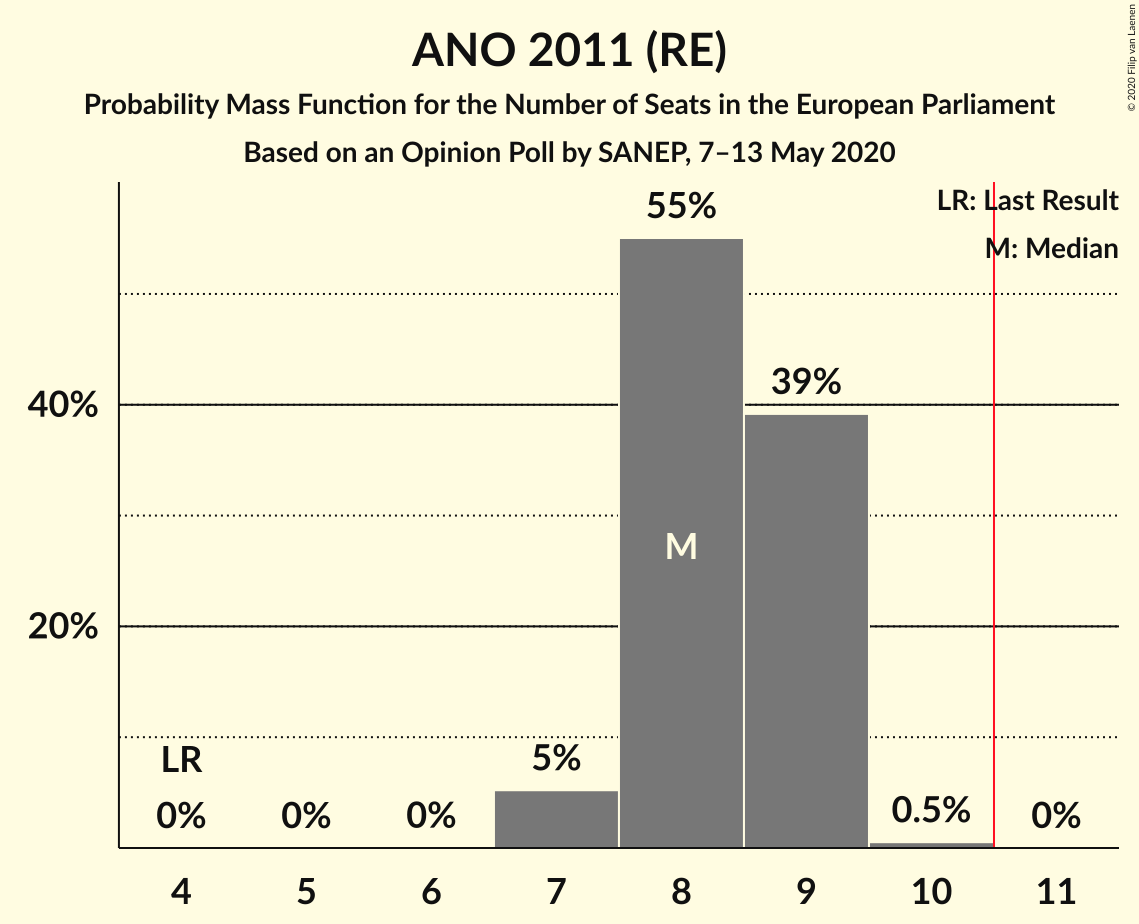 ANO 2011 (RE)
Probability Mass Function for the Number of Seats in the European Parliament
Based on an Opinion Poll by SANEP, 7–13 May 2020
© 2020 Filip van Laenen
LR: Last Result
M: Median
55%
39%
40%
M
20%
LR
5%
0%
0%
0%
0.5%
0%
4 5 6 7 8 9 10 11